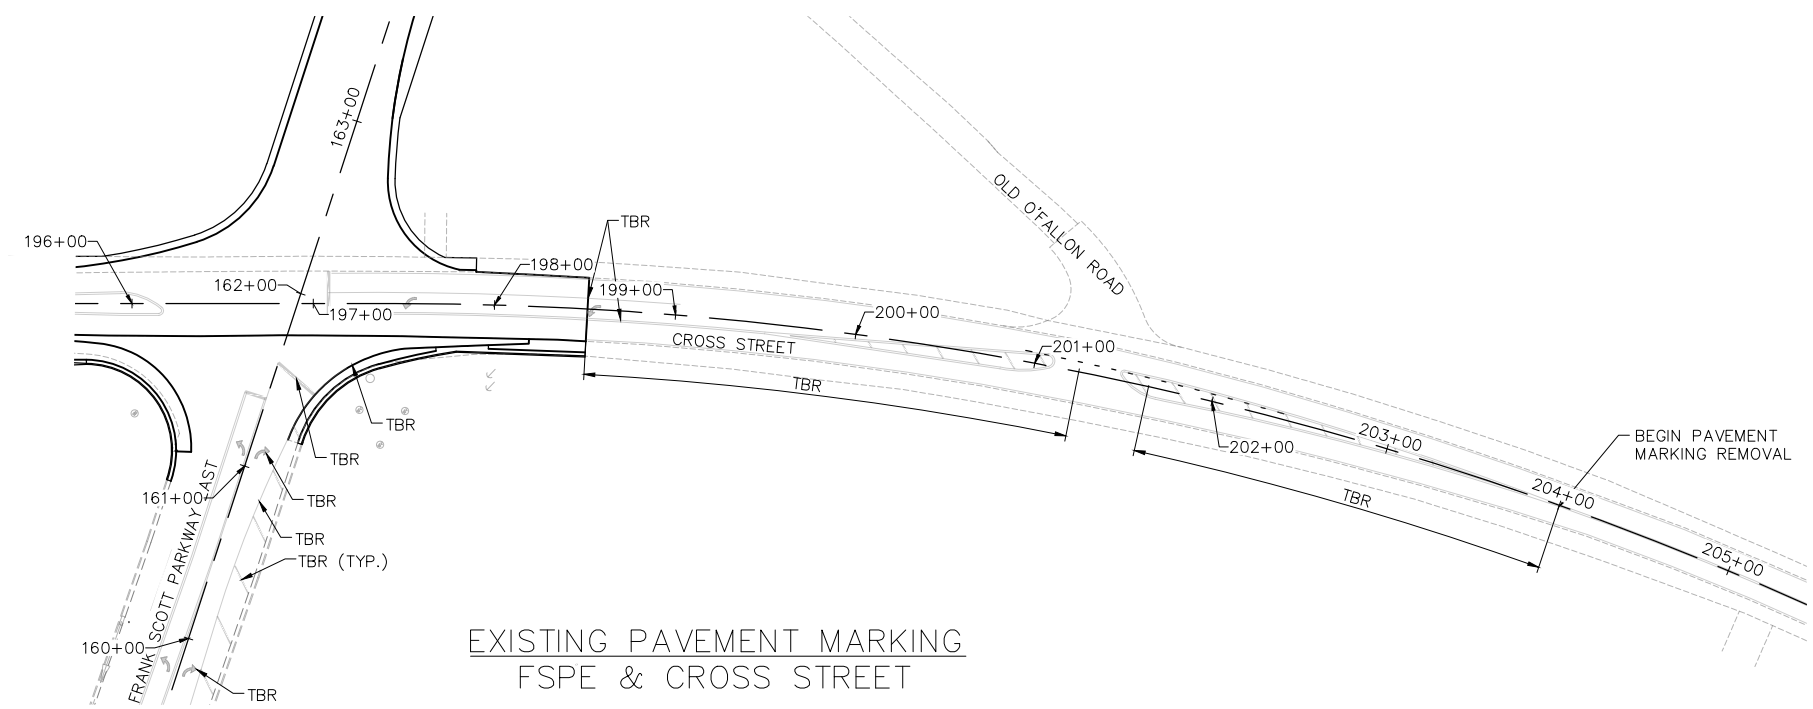 163+00
OLD O'FALLON ROAD
TBR
196+00
198+00
162+00
199+00
197+00
200+00
CROSS STREET
201+00
TBR
TBR
203+00
202+00
BEGIN PAVEMENT
MARKING REMOVAL
TBR
161+00
204+00
TBR
TBR
TBR
TBR (TYP.)
205+00
FRANK SCOTT PARKWAY EAST
160+00
TBR
EXISTING PAVEMENT MARKING
FSPE & CROSS STREET